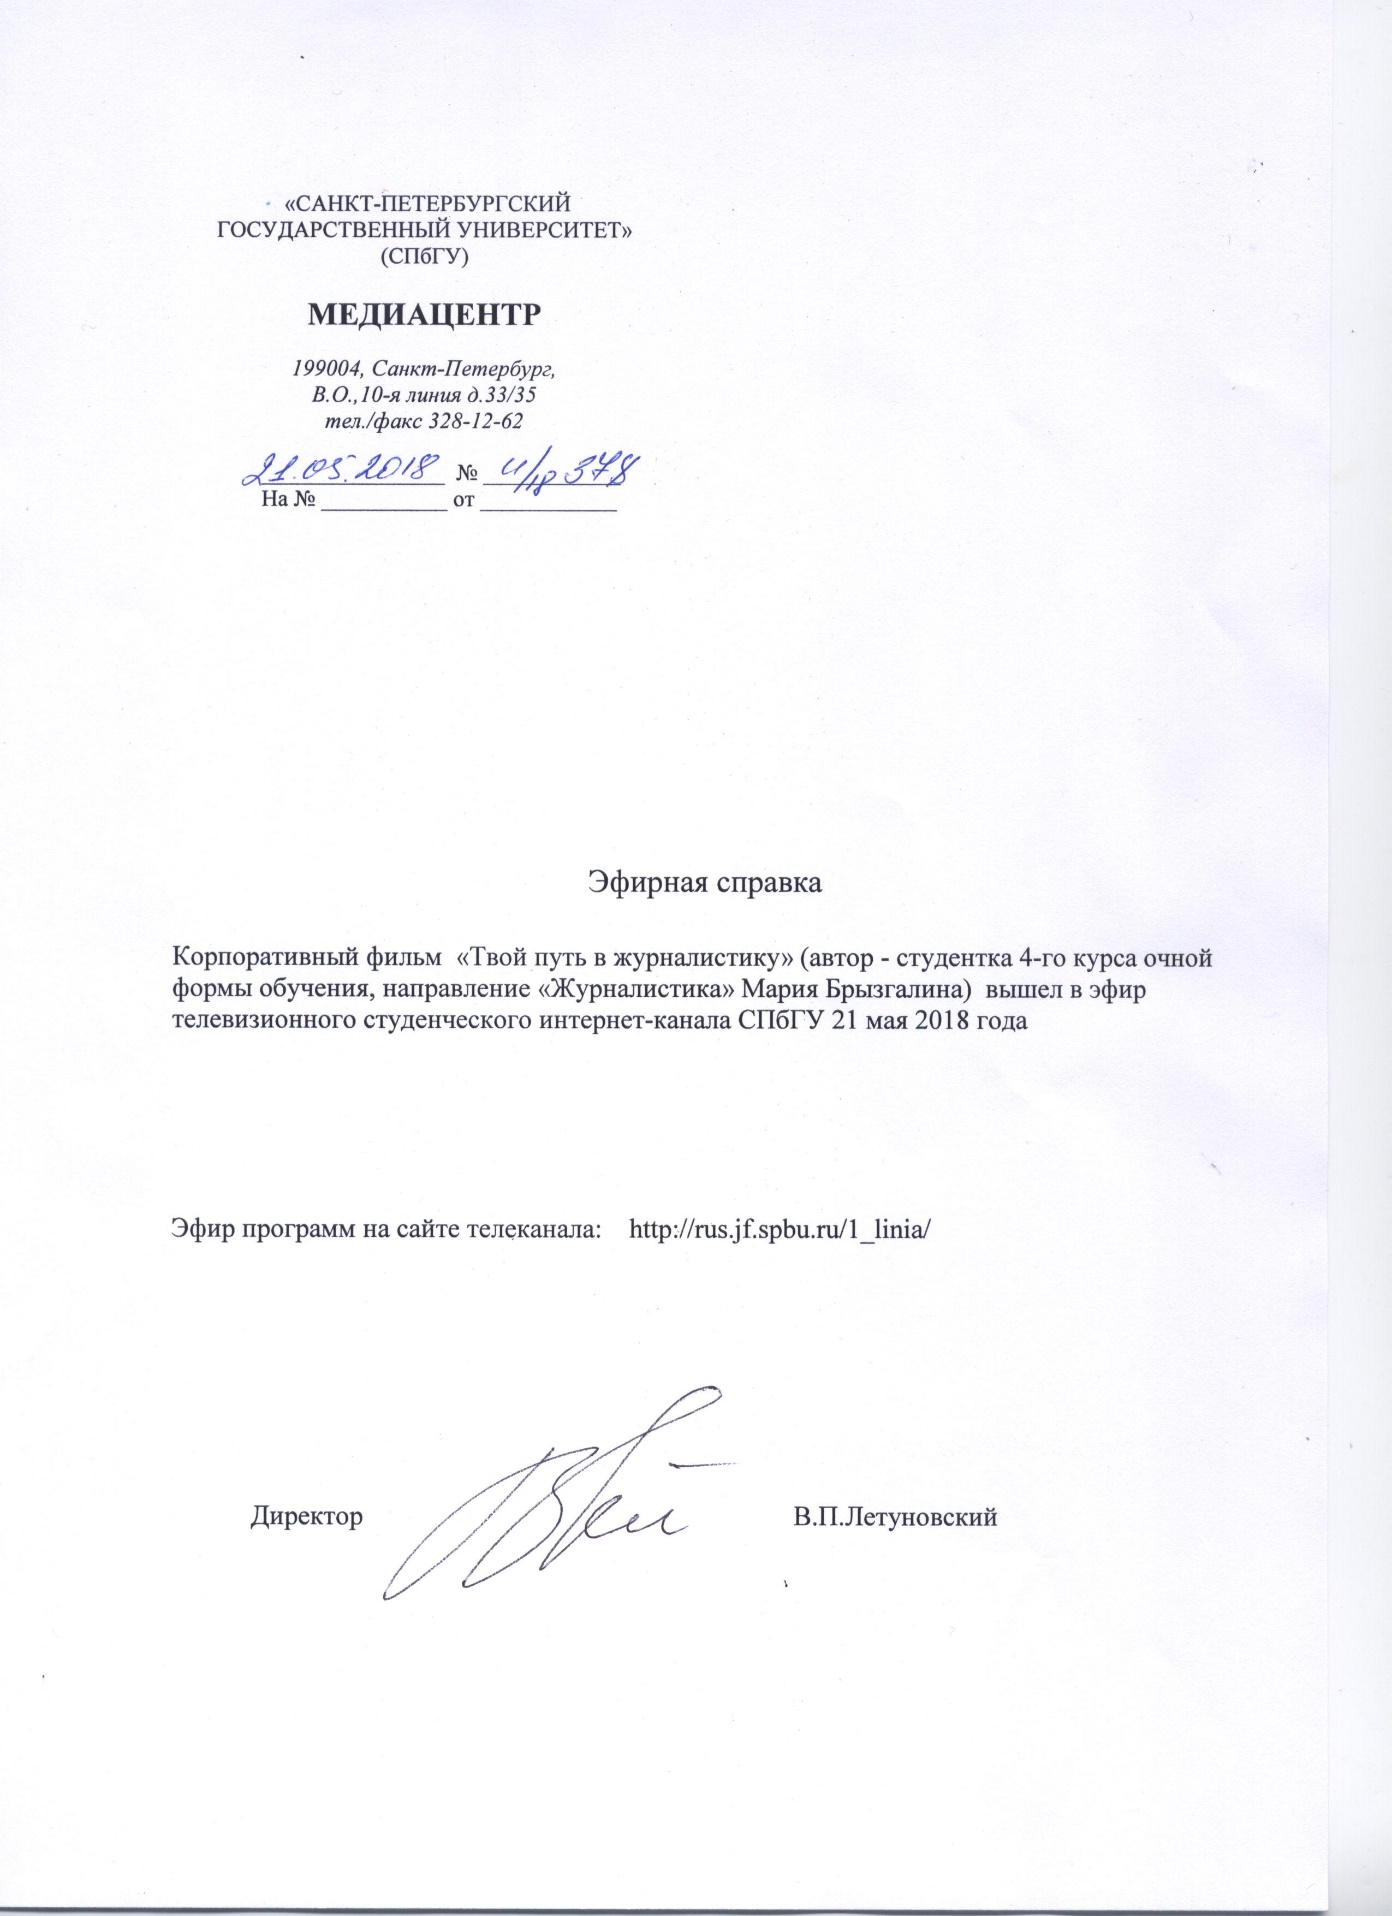 «САНКТ-ПЕТЕРБУРГСКИЙ
ГОСУДАРСТВЕННЫЙ УНИВЕРСИТЕТ»
(СПбГУ)
МЕДИАЦЕНТР
199004, Санкт-Петербург,
В.О.,10-я линия д.33/35
тел./факс 328-12-62
21.05.2018 № 378
На № ____________ от _____________
Эфирная справка
Корпоративный фильм «Твой путь в журналистику» (автор - студентка 4-го курса очной
формы обучения, направление «Журналистика» Мария Брызгалина) вышел в эфир
телевизионного студенческого интернет-канала СПбГУ 21 мая 2018 года
Эфир программ на сайте телеканала: http://rus.jf.spbu.ru/1_linia/
Директор В.П.Летуновский